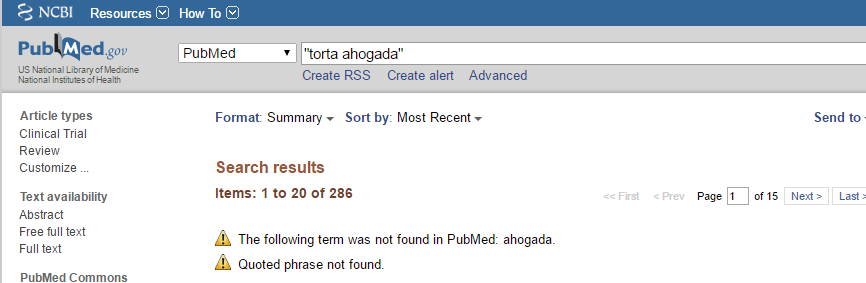 NCBI Resources How To
PubMed.gov
US National Library of Medicine
National Institutes of Health
PubMed
"torta ahogada"
Create RSS Create alert Advanced
Article types
Clinical Trial
Review
Customize ...
Text availability
Abstract
Free full text
Full text
PubMed Commons
Format: Summary Sort by: Most Recent
Send to
Search results
Items: 1 to 20 of 286
<< First < Prev Page 1 of 15 Next > Last >
The following term was not found in PubMed: ahogada.
Quoted phrase not found.